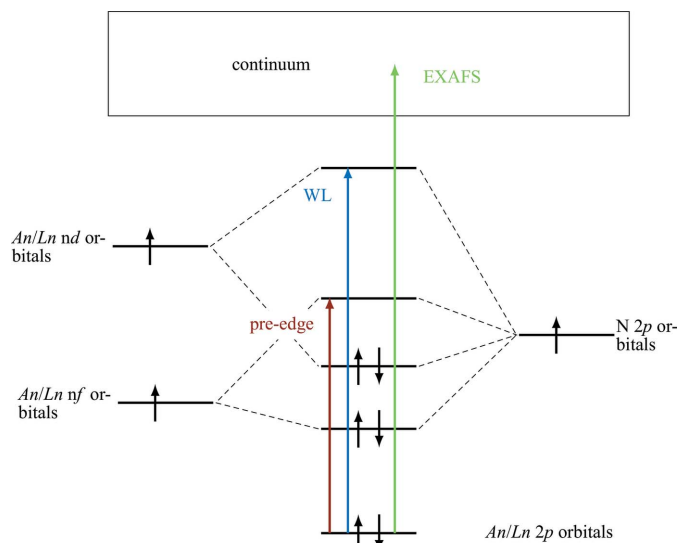 continuum
EXAFS
WL
An/Ln nd or-
bitals
pre-edge
N 2p or-
bitals
An/Ln nf or-
bitals
An/Ln 2p orbitals